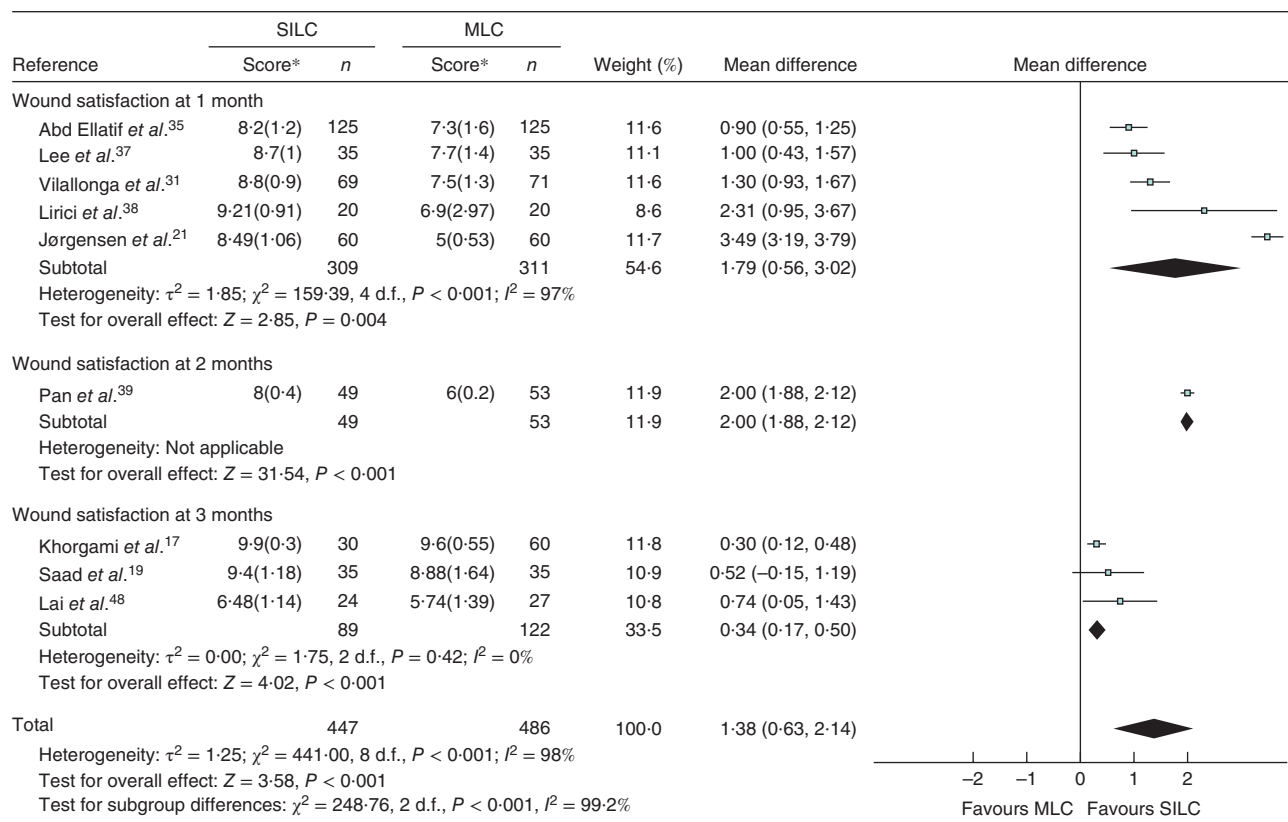 SILC MLC
Reference Score* n Score* n Weight (%) Mean difference Mean difference
Wound satisfaction at 1 month
Abd Ellatif et al.35 8·2(1·2) 125 7·3(1·6) 125 11·6 0·90 (0·55, 1·25)
Lee et al.37 8·7(1) 35 7·7(1·4) 35 11·1 1·00 (0·43, 1·57)
Vilallonga et al.31 8·8(0·9) 69 7·5(1·3) 71 11·6 1·30 (0·93, 1·67)
Lirici et al.38 9·21(0·91) 20 6·9(2·97) 20 8·6 2·31 (0·95, 3·67)
Jørgensen et al.21 8·49(1·06) 60 5(0·53) 60 11·7 3·49 (3·19, 3·79)
Subtotal 309 311 54·6 1·79 (0·56, 3·02)
Heterogeneity: τ2 = 1·85; χ2 = 159·39, 4 d.f., P < 0·001; I2 = 97%
Test for overall effect: Z = 2·85, P = 0·004
Wound satisfaction at 2 months
Pan et al.39 8(0·4) 49 6(0.2) 53 11·9 2·00 (1·88, 2·12)
Subtotal 49 53 11·9 2·00 (1·88, 2·12)
Heterogeneity: Not applicable
Test for overall effect: Z = 31·54, P < 0·001
Wound satisfaction at 3 months
Khorgami et al.17 9·9(0·3) 30 9·6(0·55) 60 11·8 0·30 (0·12, 0·48)
Saad et al.19 9·4(1·18) 35 8·88(1·64) 35 10·9 0·52 (–0·15, 1·19)
Lai et al.48 6·48(1·14) 24 5·74(1·39) 27 10·8 0·74 (0·05, 1·43)
Subtotal 89 122 33·5 0·34 (0·17, 0·50)
Heterogeneity: τ2 = 0·00; χ2 = 1·75, 2 d.f., P = 0·42; I2 = 0%
Test for overall effect: Z = 4·02, P < 0·001
Total 447 486 100·0 1·38 (0·63, 2·14)
Heterogeneity: τ2 = 1·25; χ2 = 441·00, 8 d.f., P < 0·001; I2 = 98%
Test for overall effect: Z = 3·58, P < 0·001
Test for subgroup differences: χ2 = 248·76, 2 d.f., P < 0·001, I2 = 99·2%
−2 −1 0 1 2
Favours MLC Favours SILC